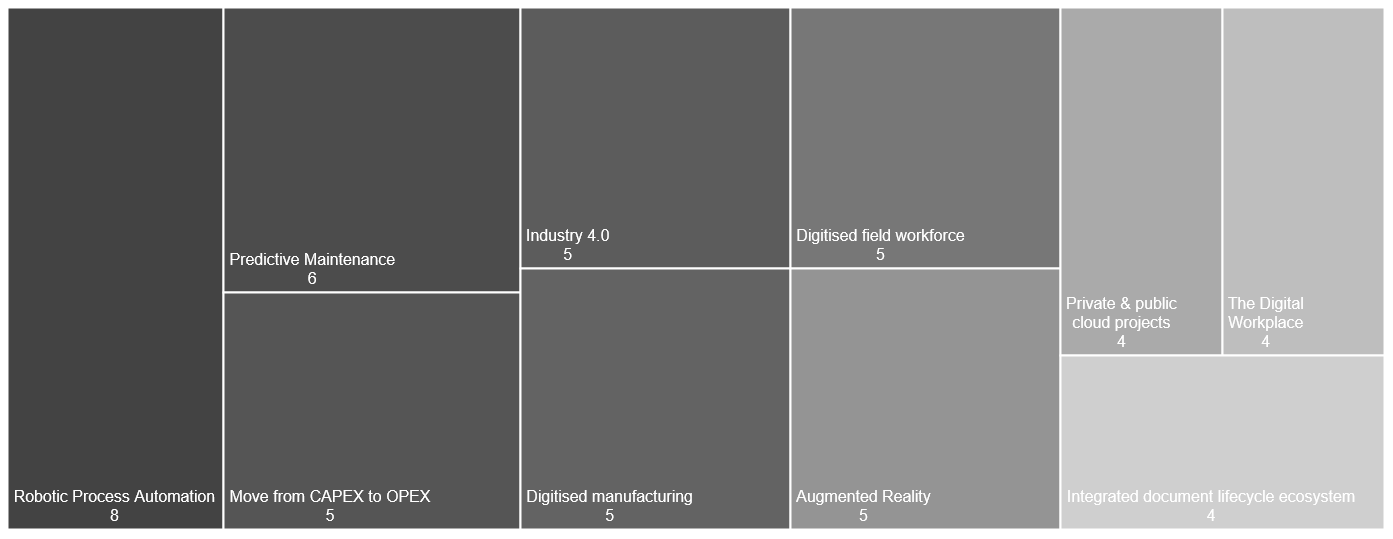 Robotic Process Automation
8
Predictive Maintenance
6
Move from CAPEX to OPEX
5
Industry 4.0
5
Digitised manufacturing
5
Digitised field workforce
5
Augmented Reality
5
Private & public
cloud projects
4
The Digital
Workplace
4
Integrated document lifecycle ecosystem
4